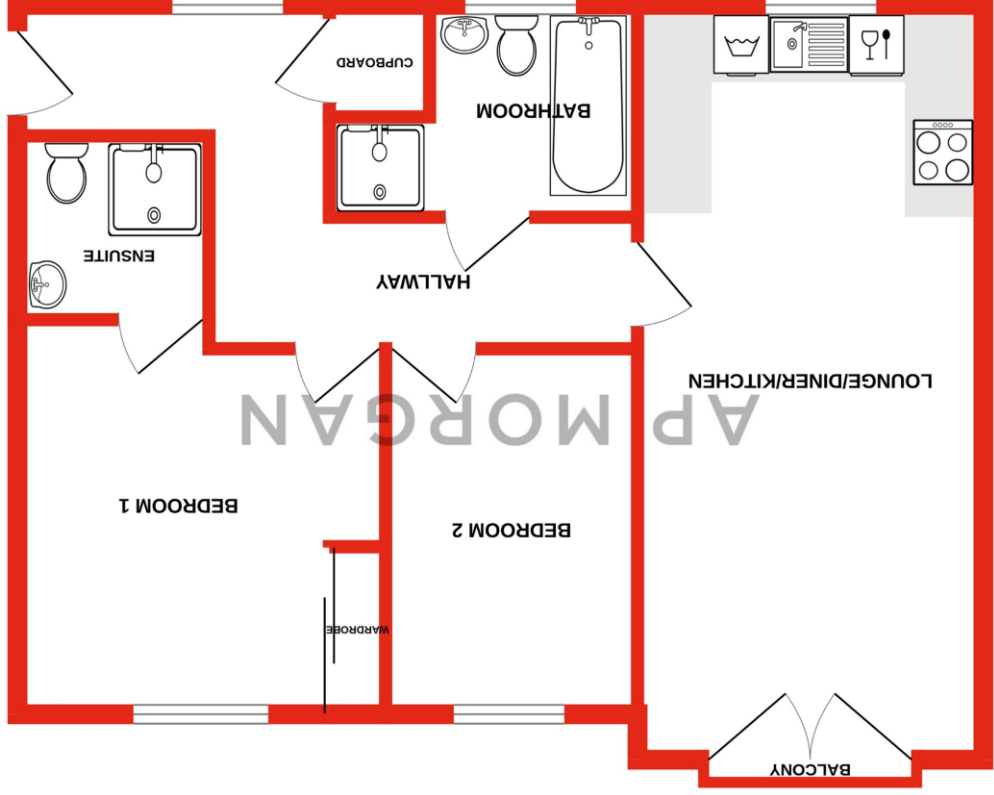 BALCONY
WARDROBE
BEDROOM 2
BEDROOM 1
AP MORGAN
LOUNGE/DINER/KITCHEN
HALLWAY
ENSUITE
BATHROOM
CUPBOARD